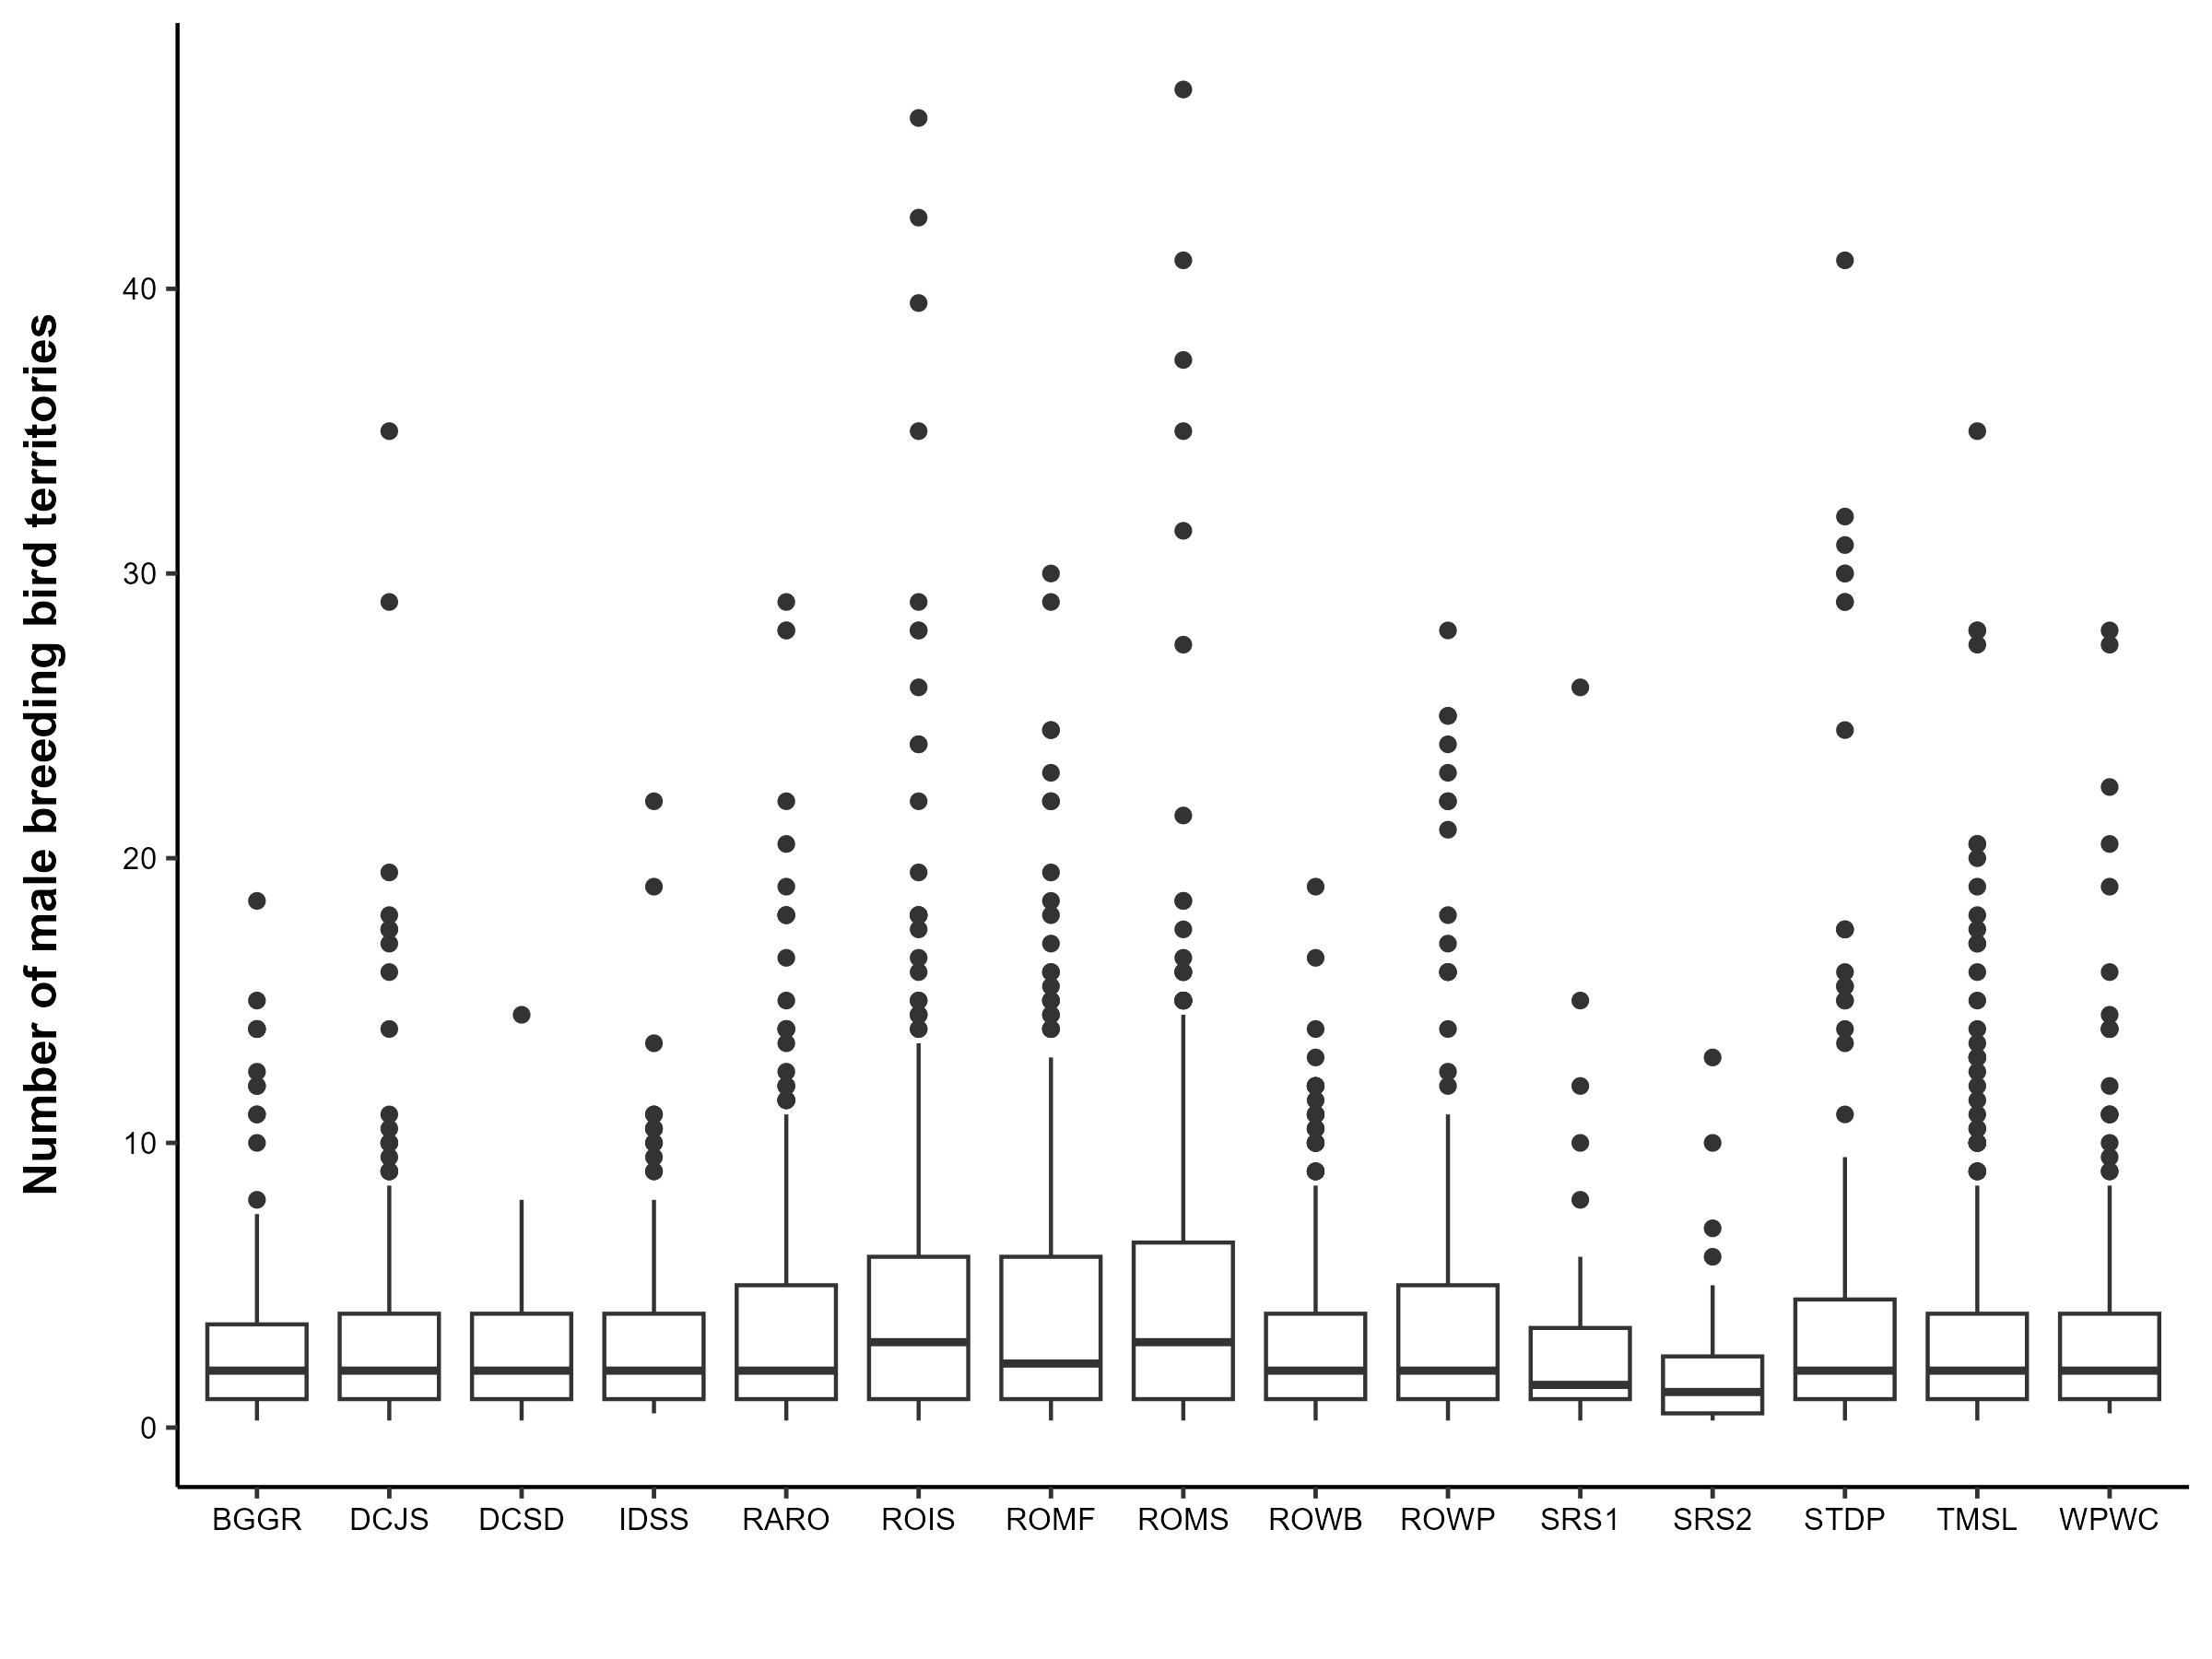 Number of male breeding bird territories
40
30
20
10
0
BGGR DCJS DCSD IDSS RARO ROIS ROMF ROMS ROWB ROWP SRS1 SRS2 STDP TMSL WPWC